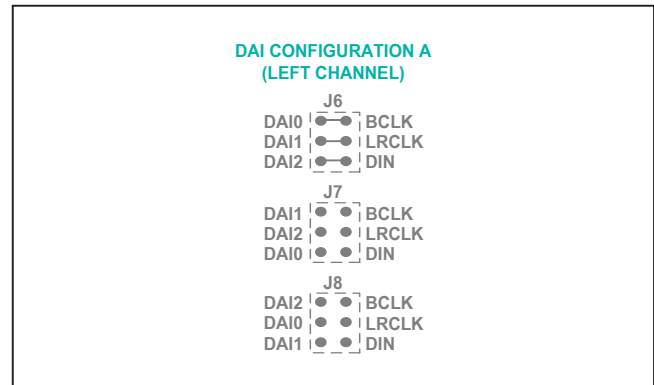 DAI CONFIGURATION A
(LEFT CHANNEL)
J6
DAI0 BCLK
DAI1 LRCLK
DAI2 DIN
J7
DAI1 BCLK
DAI2 LRCLK
DAI0 DIN
J8
DAI2 BCLK
DAI0 LRCLK
DAI1 DIN